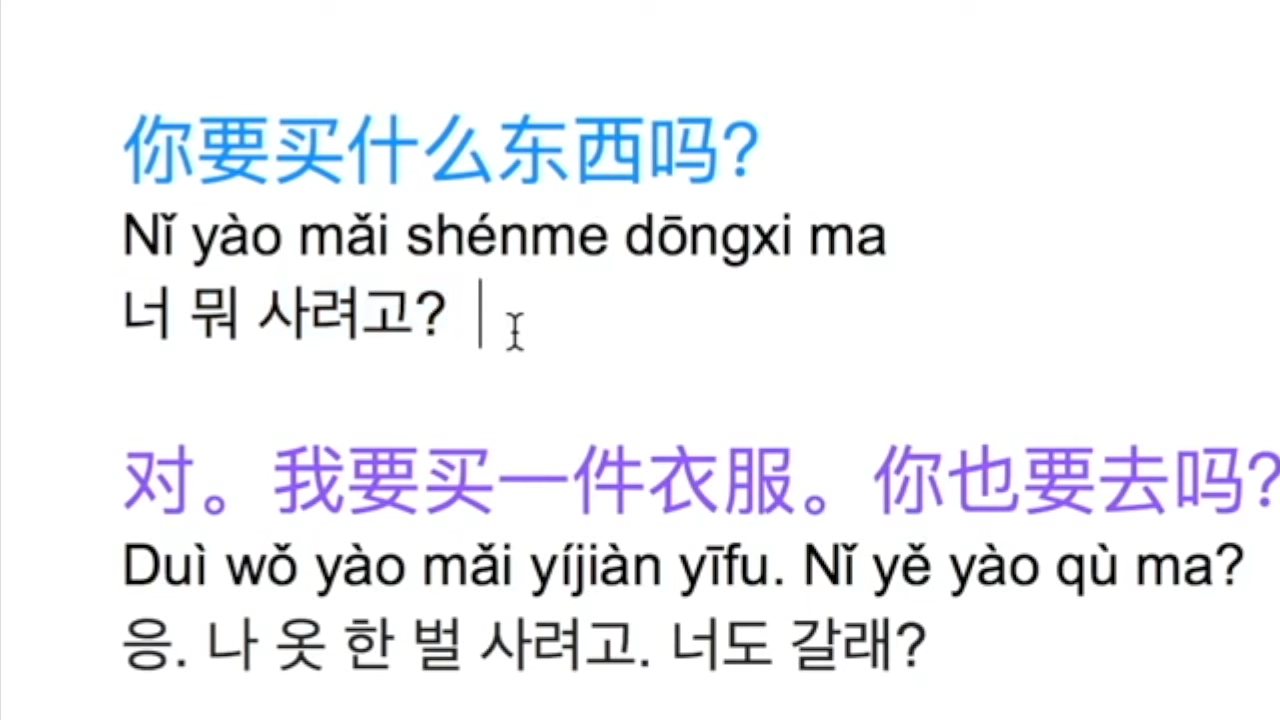 你要买什么东西吗?
Nǐ yào mǎi shénme dōngxi ma
너 뭐 사려고?
对。我要买一件衣服。你也要去吗?
Duì wǒ yào mǎi yíjiàn yīfu. Nǐ yě yào qù ma?
응. 나 옷 한 벌 사려고. 너도 갈래?